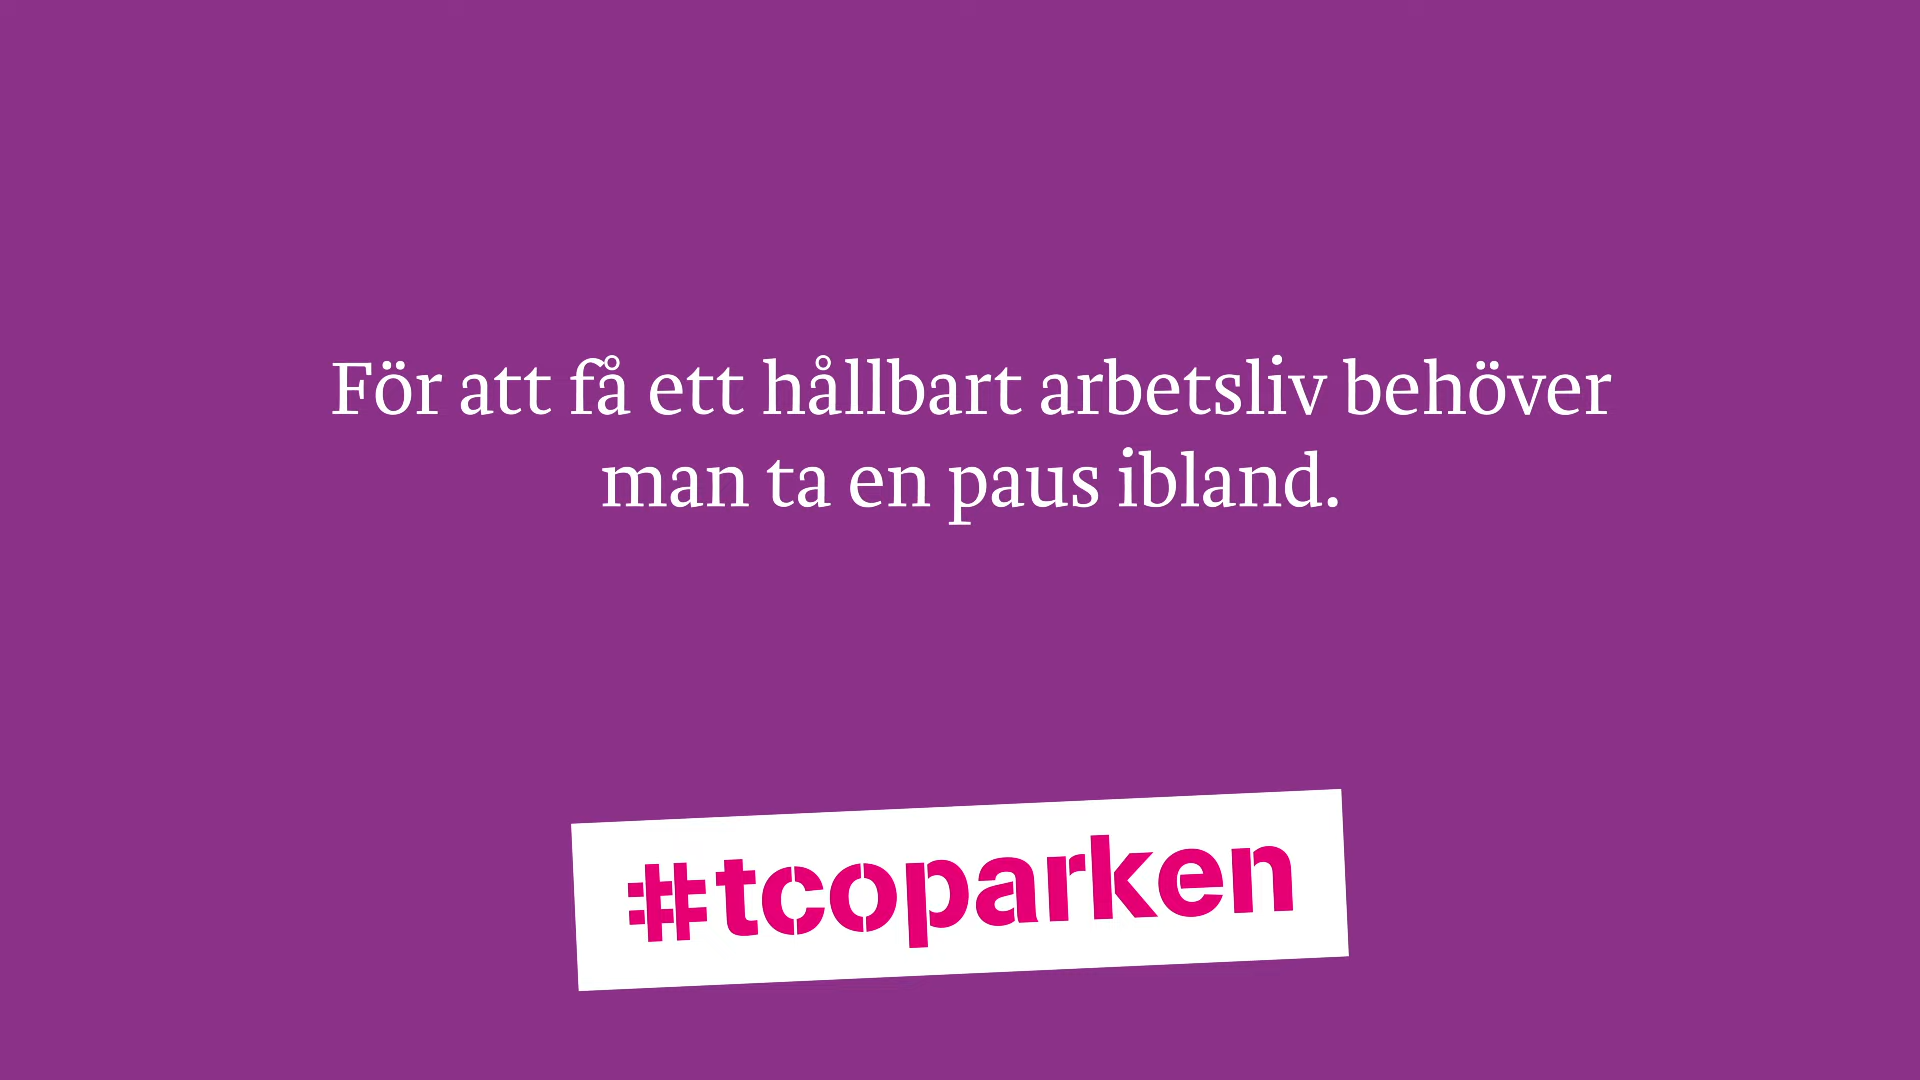 För att få ett hållbart arbetsliv behöver
man ta en paus ibland.
#tcoparken